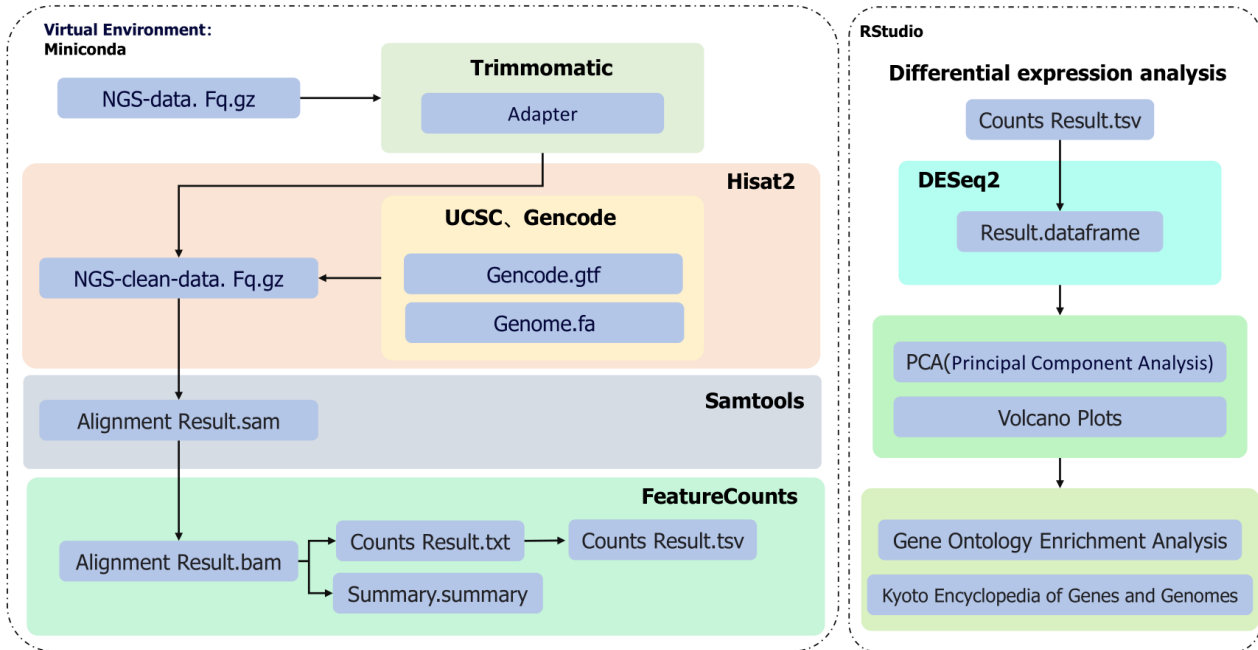 Virtual Environment:
Miniconda
Trimmomatic
NGS-data. Fq.gz
Adapter
Hisat2
UCSC、Gencode
NGS-clean-data. Fq.gz
Gencode.gtf
Genome.fa
Samtools
Alignment Result.sam
FeatureCounts
Alignment Result.bam
Counts Result.txt
Counts Result.tsv
Summary.summary
RStudio
Differential expression analysis
Counts Result.tsv
DESeq2
Result.dataframe
PCA(Principal Component Analysis)
Volcano Plots
Gene Ontology Enrichment Analysis
Kyoto Encyclopedia of Genes and Genomes